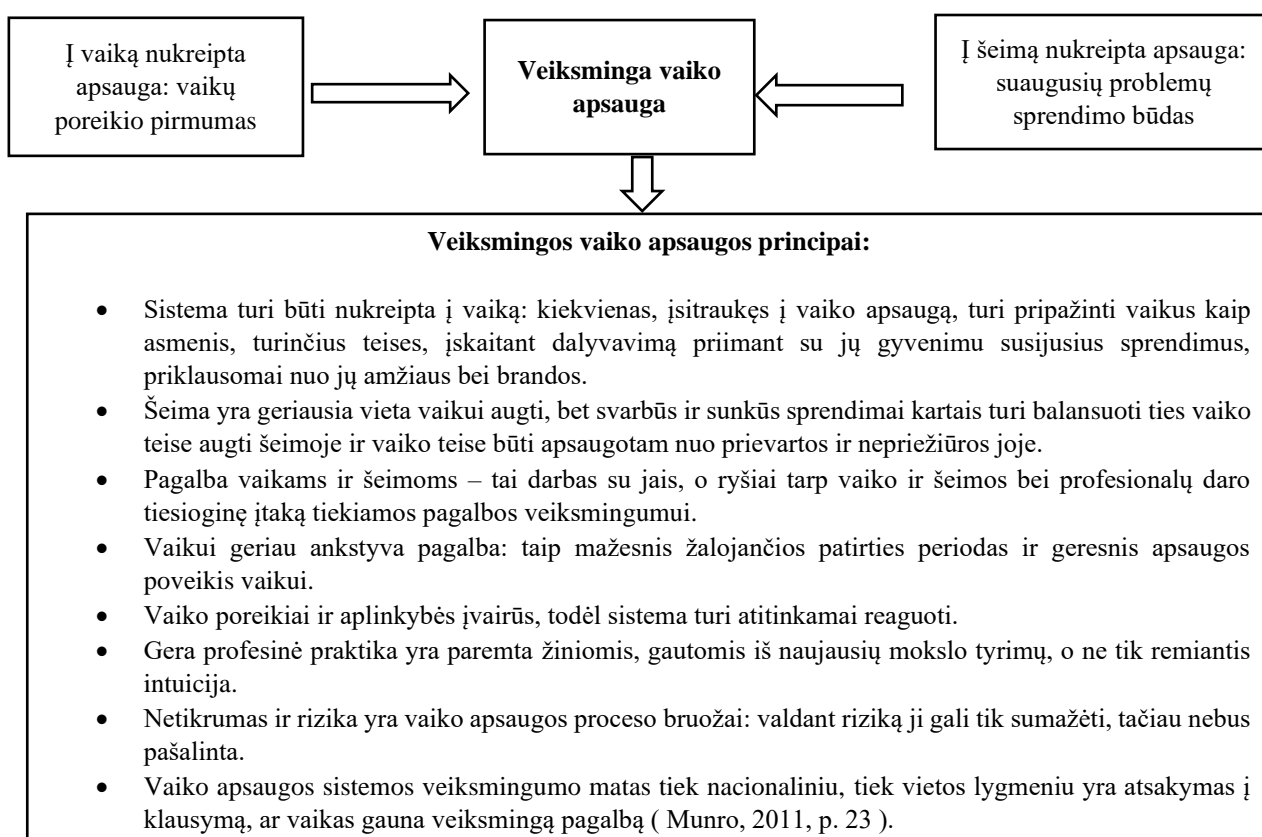 Į vaiką nukreipta
apsauga: vaikų
poreikio pirmumas
Veiksminga vaiko
apsauga
Į šeimą nukreipta apsauga:
suaugusių problemų
sprendimo būdas
Veiksmingos vaiko apsaugos principai:
• Sistema turi būti nukreipta į vaiką: kiekvienas, įsitraukęs į vaiko apsaugą, turi pripažinti vaikus kaip
asmenis, turinčius teises, įskaitant dalyvavimą priimant su jų gyvenimu susijusius sprendimus,
priklausomai nuo jų amžiaus bei brandos.
• Šeima yra geriausia vieta vaikui augti, bet svarbūs ir sunkūs sprendimai kartais turi balansuoti ties vaiko
teise augti šeimoje ir vaiko teise būti apsaugotam nuo prievartos ir nepriežiūros joje.
• Pagalba vaikams ir šeimoms – tai darbas su jais, o ryšiai tarp vaiko ir šeimos bei profesionalų daro
tiesioginę įtaką tiekiamos pagalbos veiksmingumui.
• Vaikui geriau ankstyva pagalba: taip mažesnis žalojančios patirties periodas ir geresnis apsaugos
poveikis vaikui.
• Vaiko poreikiai ir aplinkybės įvairūs, todėl sistema turi atitinkamai reaguoti.
• Gera profesinė praktika yra paremta žiniomis, gautomis iš naujausių mokslo tyrimų, o ne tik remiantis
intuicija.
• Netikrumas ir rizika yra vaiko apsaugos proceso bruožai: valdant riziką ji gali tik sumažėti, tačiau nebus
pašalinta.
• Vaiko apsaugos sistemos veiksmingumo matas tiek nacionaliniu, tiek vietos lygmeniu yra atsakymas į
klausymą, ar vaikas gauna veiksmingą pagalbą ( Munro, 2011, p. 23 ).